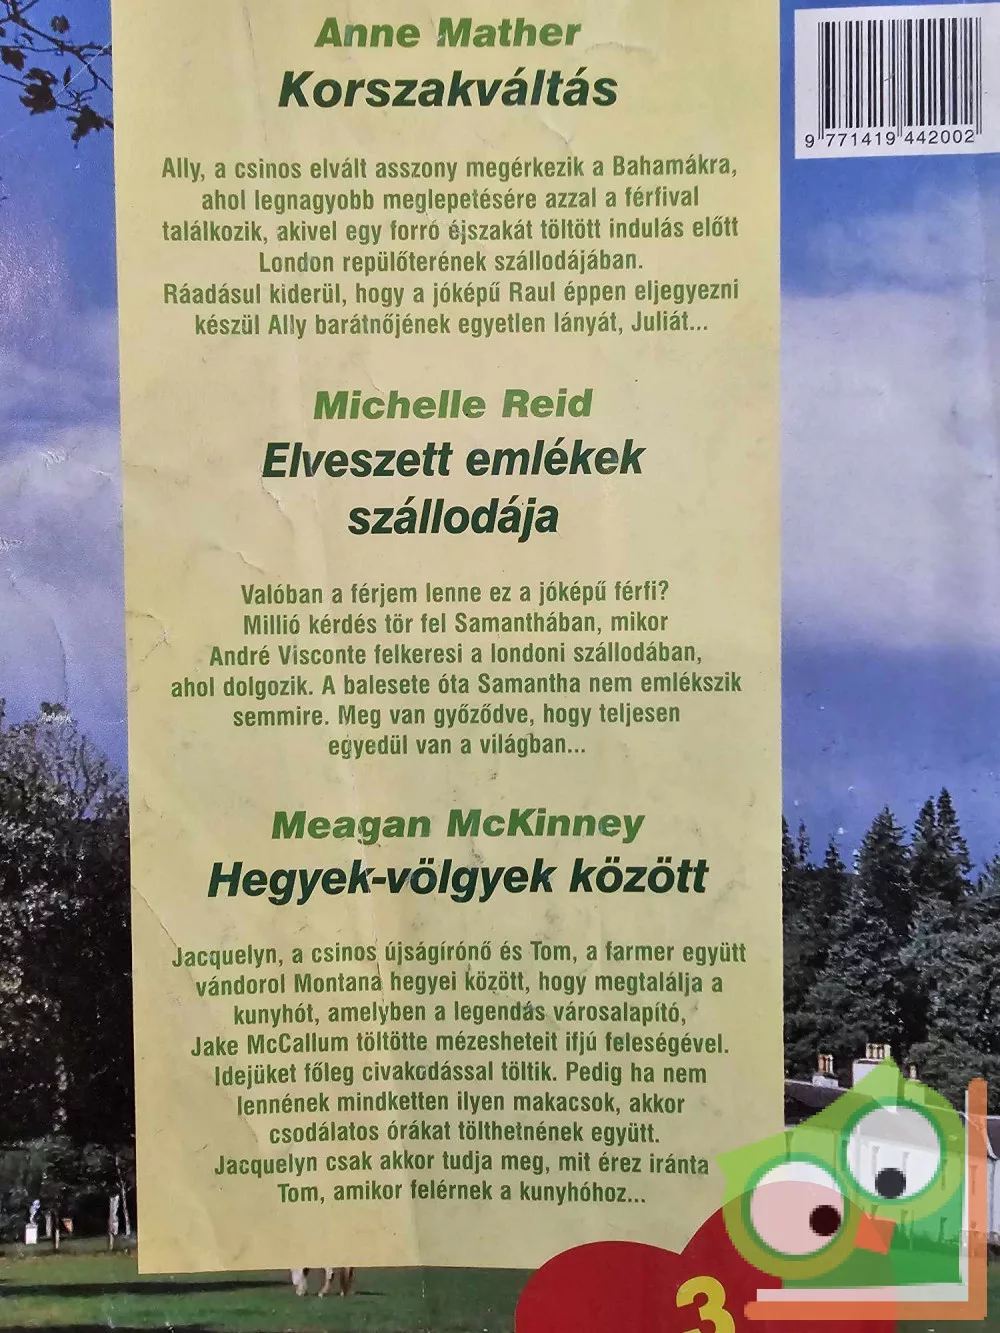 Anne Mather
Korszakváltás
9 771419 442002
Ally, a csinos elvált asszony megérkezik a Bahamákra,
ahol legnagyobb meglepetésére azzal a férfival
találkozik, akivel egy forró éjszakát töltött indulás előtt
London repülőterének szállodájában.
Ráadásul kiderül, hogy a jóképű Raul éppen eljegyezni
készül Ally barátnőjének egyetlen lányát, Juliát...
Michelle Reid
Elveszett emlékek
szállodája
Valóban a férjem lenne ez a jóképű férfi?
Millió kérdés tör fel Samanthában, mikor
André Visconte felkeresi a londoni szállodában,
ahol dolgozik. A balesete óta Samantha nem emlékszik
semmire. Meg van győződve, hogy teljesen
egyedül van a világban...
Meagan McKinney
Hegyek-völgyek között
Jacquelyn, a csinos újságírónő és Tom, a farmer együtt
vándorol Montana hegyei között, hogy megtalálja a
kunyhót, amelyben a legendás városalapító,
Jake McCallum töltötte mézesheteit ifjú feleségével.
Idejüket főleg civakodással töltik. Pedig ha nem
lennének mindketten ilyen makacsok, akkor
csodálatos órákat tölthetnének együtt.
Jacquelyn csak akkor tudja meg, mit érez iránta
Tom, amikor felérnek a kunyhóhoz...
3